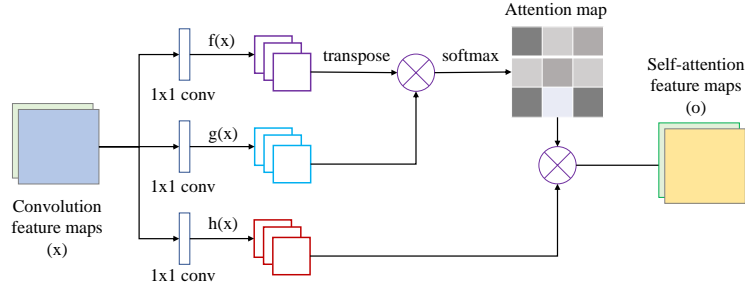 Attention map
f(x)
transpose
softmax
1x1 conv
Self-attention
feature maps
(o)
g(x)
1x1 conv
Convolution
feature maps
(x)
h(x)
1x1 conv